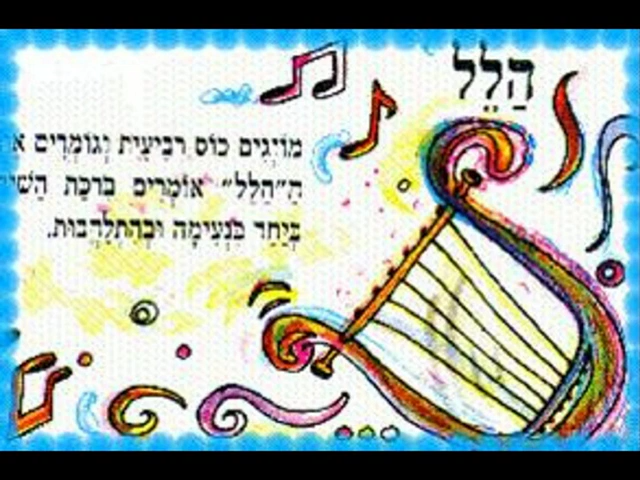 הַלֵּל
מוֹזְגִים כּוֹס רְבִיעִית וְגוֹמְרִים
הַ"הַלֵּל" אוֹמְרִים בִּרְכַּת
בְּיַחַד בִּנְעִימָה וּבְהִתְלַהֲבוּת.